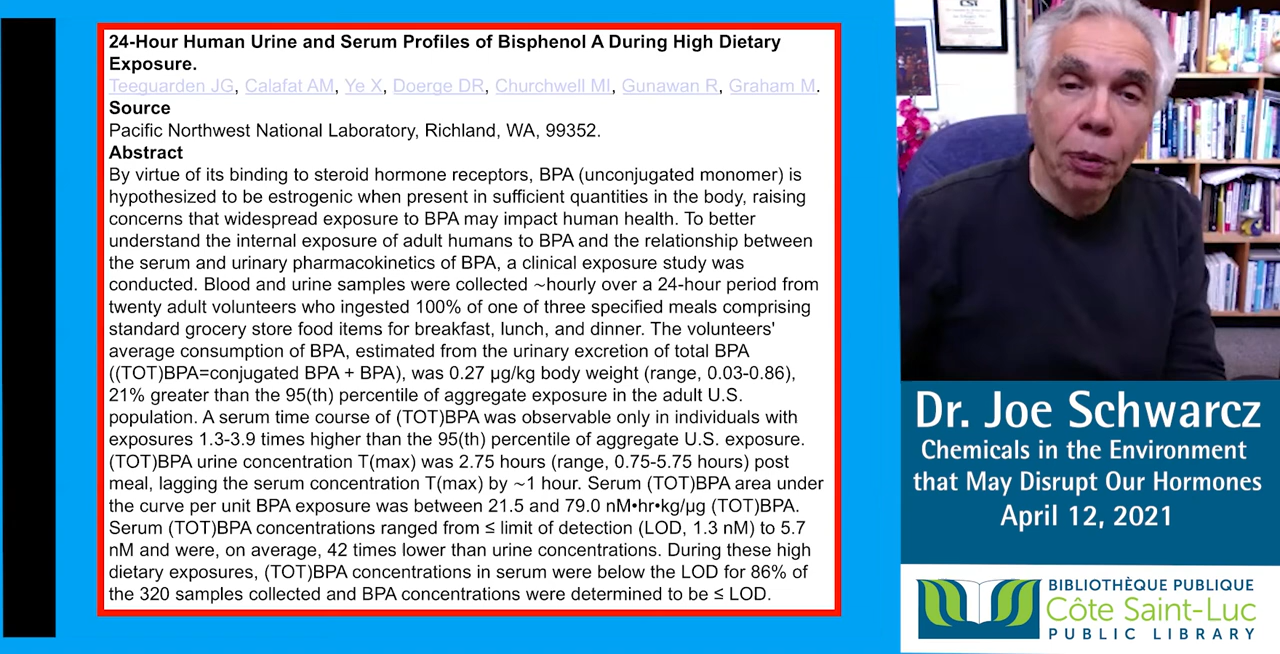 24-Hour Human Urine and Serum Profiles of Bisphenol A During High Dietary
Exposure.
Teeguarden JG, Calafat AM, Ye X, Doerge DR, Churchwell MI, Gunawan R, Graham M.
Source
Pacific Northwest National Laboratory, Richland, WA, 99352.
Abstract
By virtue of its binding to steroid hormone receptors, BPA (unconjugated monomer) is
hypothesized to be estrogenic when present in sufficient quantities in the body, raising
concerns that widespread exposure to BPA may impact human health. To better
understand the internal exposure of adult humans to BPA and the relationship between
the serum and urinary pharmacokinetics of BPA, a clinical exposure study was
conducted. Blood and urine samples were collected ~hourly over a 24-hour period from
twenty adult volunteers who ingested 100% of one of three specified meals comprising
standard grocery store food items for breakfast, lunch, and dinner. The volunteers'
average consumption of BPA, estimated from the urinary excretion of total BPA
((TOT)BPA=conjugated BPA + BPA), was 0.27 µg/kg body weight (range, 0.03-0.86),
21% greater than the 95(th) percentile of aggregate exposure in the adult U.S.
population. A serum time course of (TOT)BPA was observable only in individuals with
exposures 1.3-3.9 times higher than the 95(th) percentile of aggregate U.S. exposure.
(TOT)BPA urine concentration T(max) was 2.75 hours (range, 0.75-5.75 hours) post
meal, lagging the serum concentration T(max) by ~1 hour. Serum (TOT)BPA area under
the curve per unit BPA exposure was between 21.5 and 79.0 nM•hr•kg/µg (TOT)BPA.
Serum (TOT)BPA concentrations ranged from ≤ limit of detection (LOD, 1.3 nM) to 5.7
nM and were, on average, 42 times lower than urine concentrations. During these high
dietary exposures, (TOT)BPA concentrations in serum were below the LOD for 86% of
the 320 samples collected and BPA concentrations were determined to be ≤ LOD.
Dr. Joe Schwarcz
Chemicals in the Environment
that May Disrupt Our Hormones
April 12, 2021
BIBLIOTHÈQUE PUBLIQUE
Côte Saint-Luc
PUBLIC LIBRARY